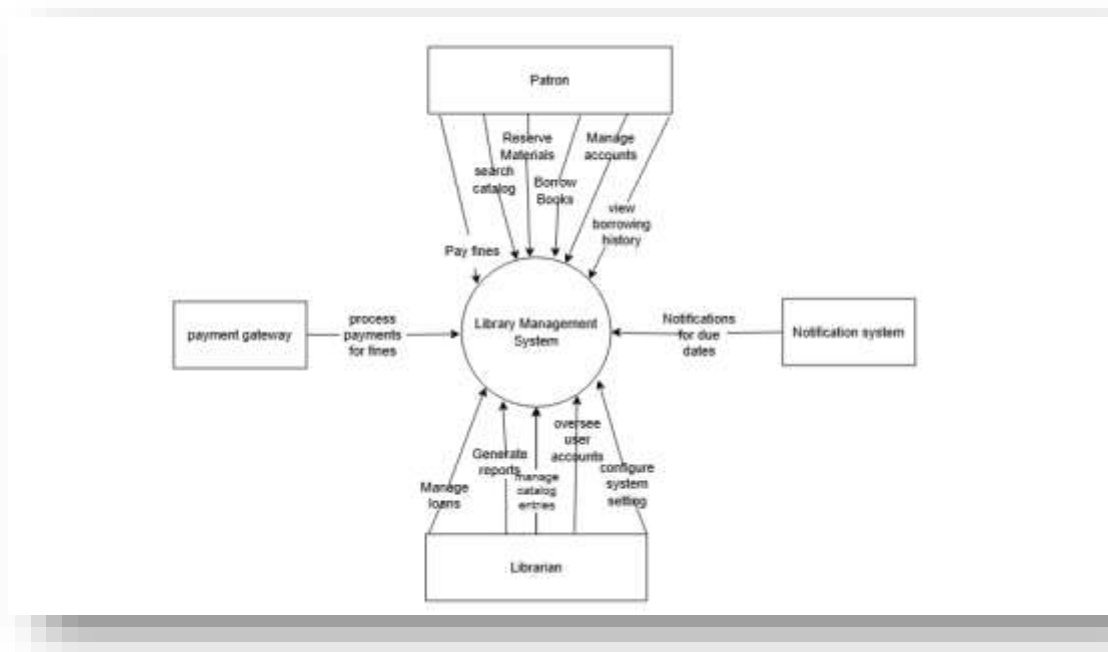 Patron
Reserve
Materials
Manage
accounts
search
catalog
Borrow
Books
view
borrowing
history
Pay fines
payment gateway
process
payments
for fines
Library Management
System
Notifications
for due
dates
Notification system
Manage
loans
Generate
reports
manage
catalog
entries
oversee
user
accounts
configure
system
setting
Librarian